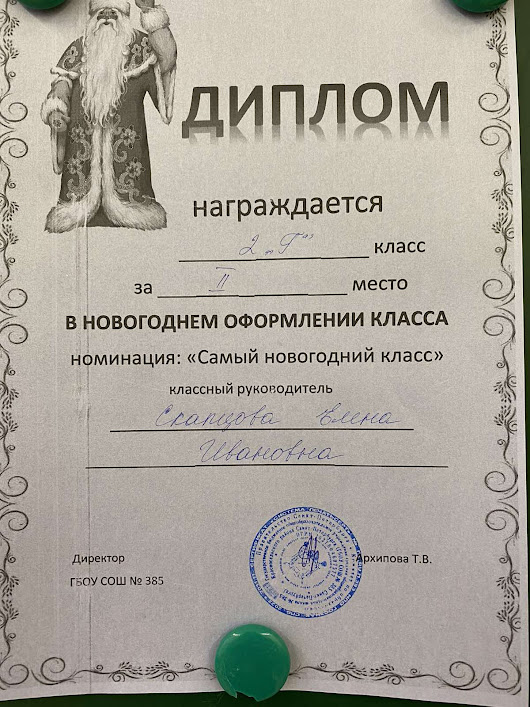 ДИПЛОМ
награждается
2 „Г" класс
за II место
В НОВОГОДНЕМ ОФОРМЛЕНИИ КЛАССА
номинация: «Самый новогодний класс»
классный руководитель
Скапцова Елена
Ивановна
Директор Архипова Т.В.
ГБОУ СОШ № 385